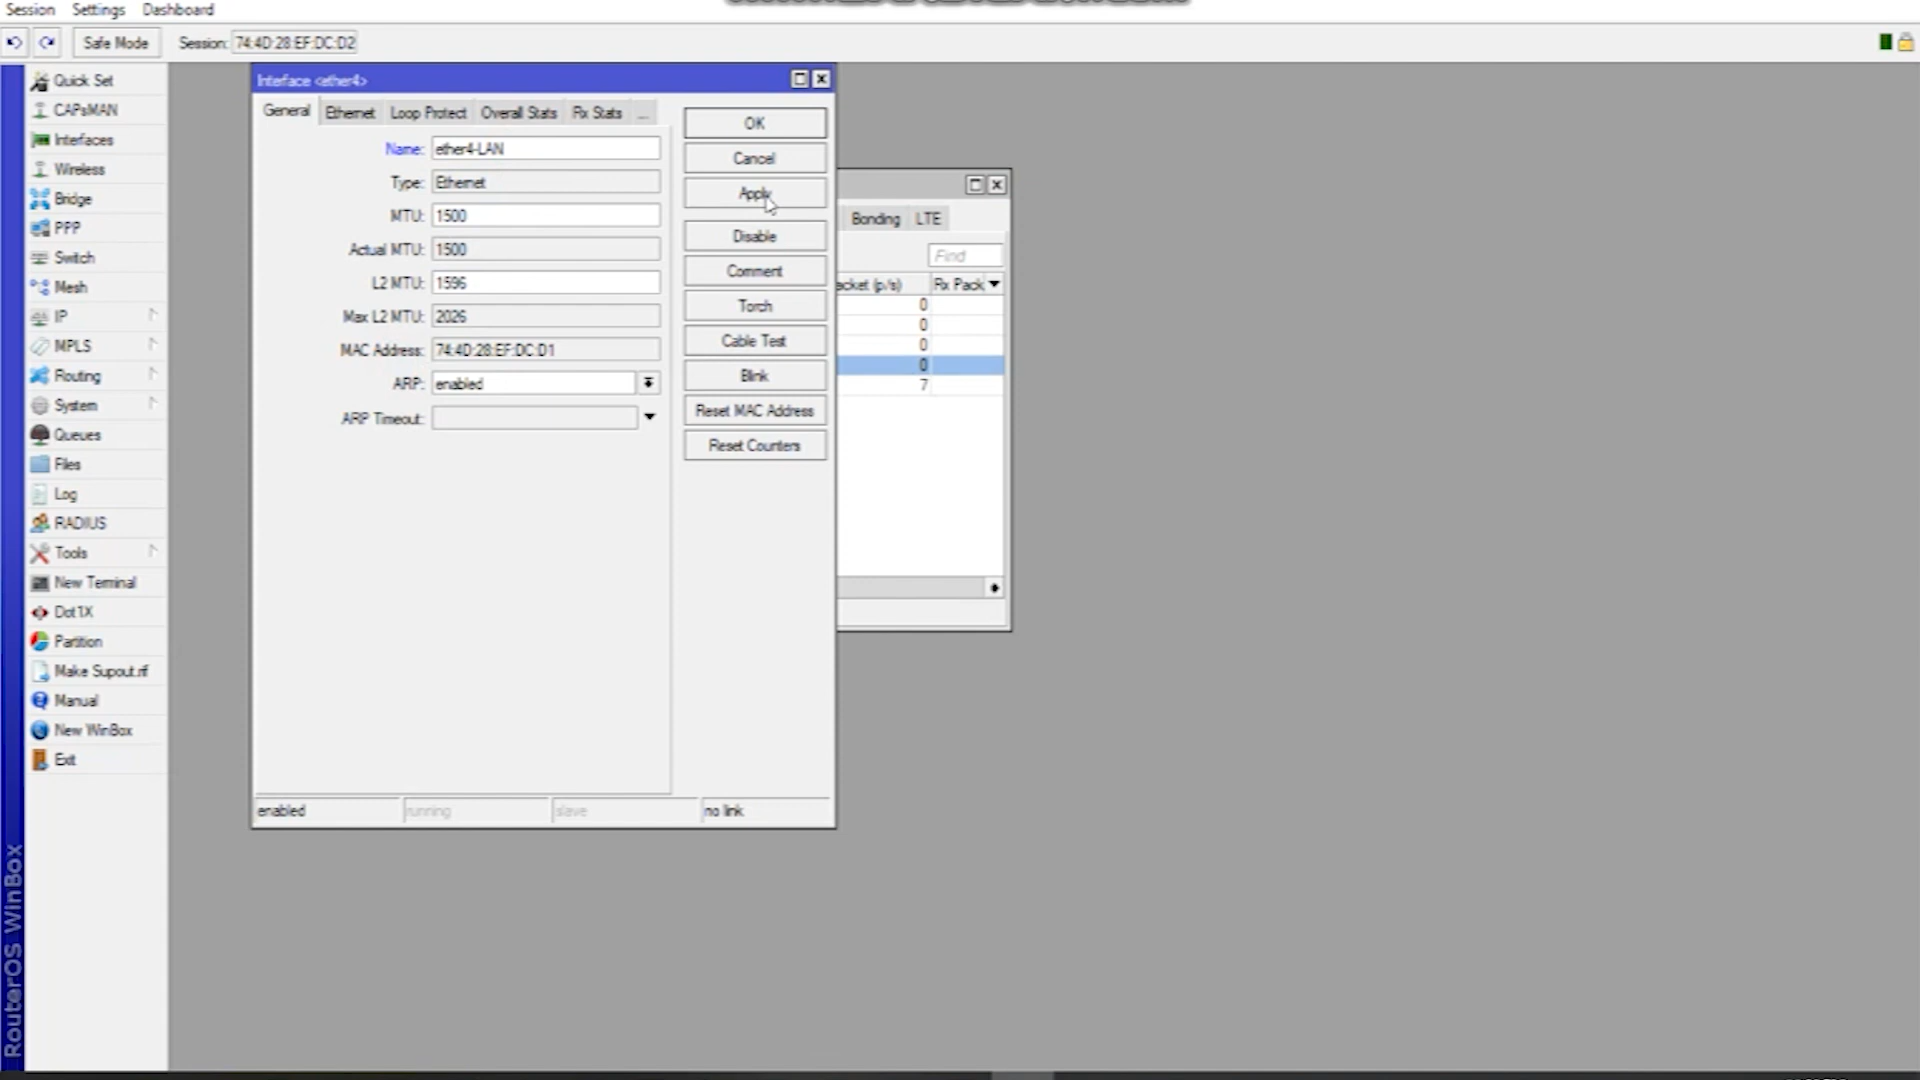 Session Settings Dashboard
Safe Mode Session: 74:4D:28:EF:DC:D2
Quick Set
CAPsMAN
Interfaces
Wireless
Bridge
PPP
Switch
Mesh
IP
MPLS
Routing
System
Queues
Files
Log
RADIUS
Tools
New Terminal
Dot1X
Partition
Make Supout.rif
Manual
New WinBox
Exit
RouterOS WinBox
Interface <ether4>
General Ethernet Loop Protect Overall Stats Rx Stats ...
Name: ether4-LAN
Type: Ethernet
MTU: 1500
Actual MTU: 1500
L2 MTU: 1596
Max L2 MTU: 2026
MAC Address: 74:4D:28:EF:DC:D1
ARP: enabled
ARP Timeout:
OK
Cancel
Apply
Disable
Comment
Torch
Cable Test
Blink
Reset MAC Address
Reset Counters
enabled running slave no link
Bonding LTE
Find
acket (p/s) Rx Pack
0
0
0
0
7